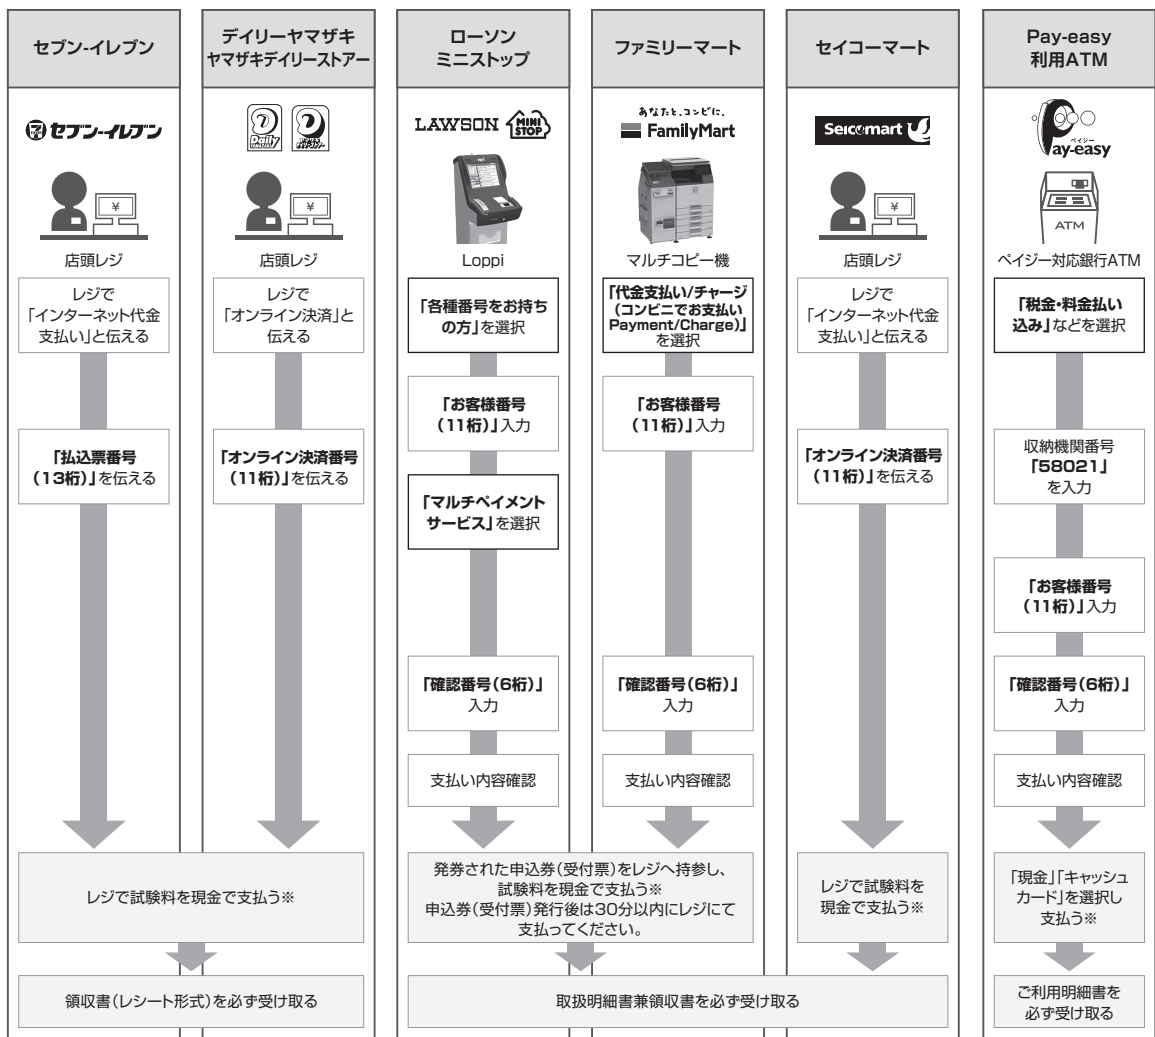 セブン-イレブン
デイリーヤマザキ
ヤマザキデイリーストアー
ローソン
ミニストップ
ファミリーマート
セイコーマート
Pay-easy
利用ATM
セブン-イレブン
Daily
LAWSON
MINI
STOP
あなたと、コンビに、
FamilyMart
Seicomart
ペイジー
Pay-easy
¥
¥
¥
ATM
店頭レジ
店頭レジ
Loppi
マルチコピー機
店頭レジ
ペイジー対応銀行ATM
レジで
「インターネット代金
支払い」と伝える
レジで
「オンライン決済」と
伝える
「各種番号をお持ち
の方」を選択
「代金支払い/チャージ
(コンビニでお支払い
Payment/Charge)」
を選択
レジで
「インターネット代金
支払い」と伝える
「税金・料金払い
込み」などを選択
「お客様番号
(11桁)」入力
「お客様番号
(11桁)」入力
「払込票番号
(13桁)」を伝える
「オンライン決済番号
(11桁)」を伝える
「オンライン決済番号
(11桁)」を伝える
収納機関番号
「58021」
を入力
「マルチペイメント
サービス」を選択
「お客様番号
(11桁)」入力
「確認番号(6桁)」
入力
「確認番号(6桁)」
入力
「確認番号(6桁)」
入力
支払い内容確認
支払い内容確認
支払い内容確認
レジで試験料を現金で支払う※
発券された申込券(受付票)をレジへ持参し、
試験料を現金で支払う※
申込券(受付票)発行後は30分以内にレジにて
支払ってください。
レジで試験料を
現金で支払う※
「現金」「キャッシュ
カード」を選択し
支払う※
領収書(レシート形式)を必ず受け取る
取扱明細書兼領収書を必ず受け取る
ご利用明細書を
必ず受け取る